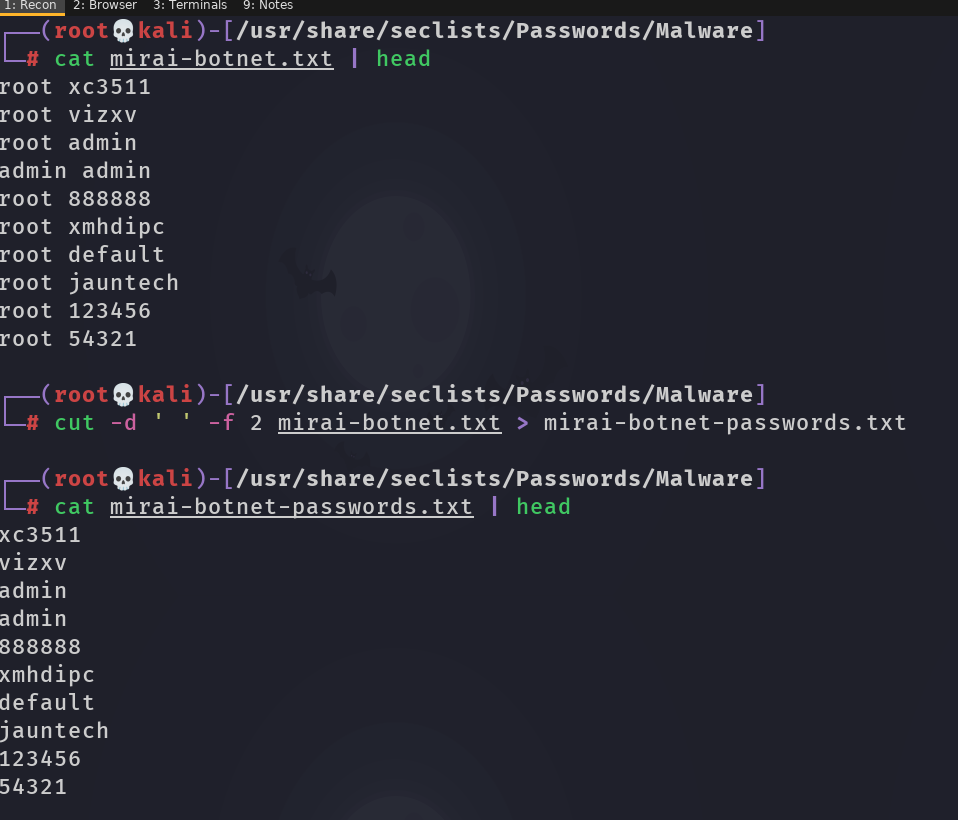 1: Recon 2: Browser 3: Terminals 9: Notes
┌──(root💀kali)-[/usr/share/seclists/Passwords/Malware]
└─# cat mirai-botnet.txt | head
root xc3511
root vizxv
root admin
admin admin
root 888888
root xmhdipc
root default
root jauntech
root 123456
root 54321
┌──(root💀kali)-[/usr/share/seclists/Passwords/Malware]
└─# cut -d ' ' -f 2 mirai-botnet.txt > mirai-botnet-passwords.txt
┌──(root💀kali)-[/usr/share/seclists/Passwords/Malware]
└─# cat mirai-botnet-passwords.txt | head
xc3511
vizxv
admin
admin
888888
xmhdipc
default
jauntech
123456
54321